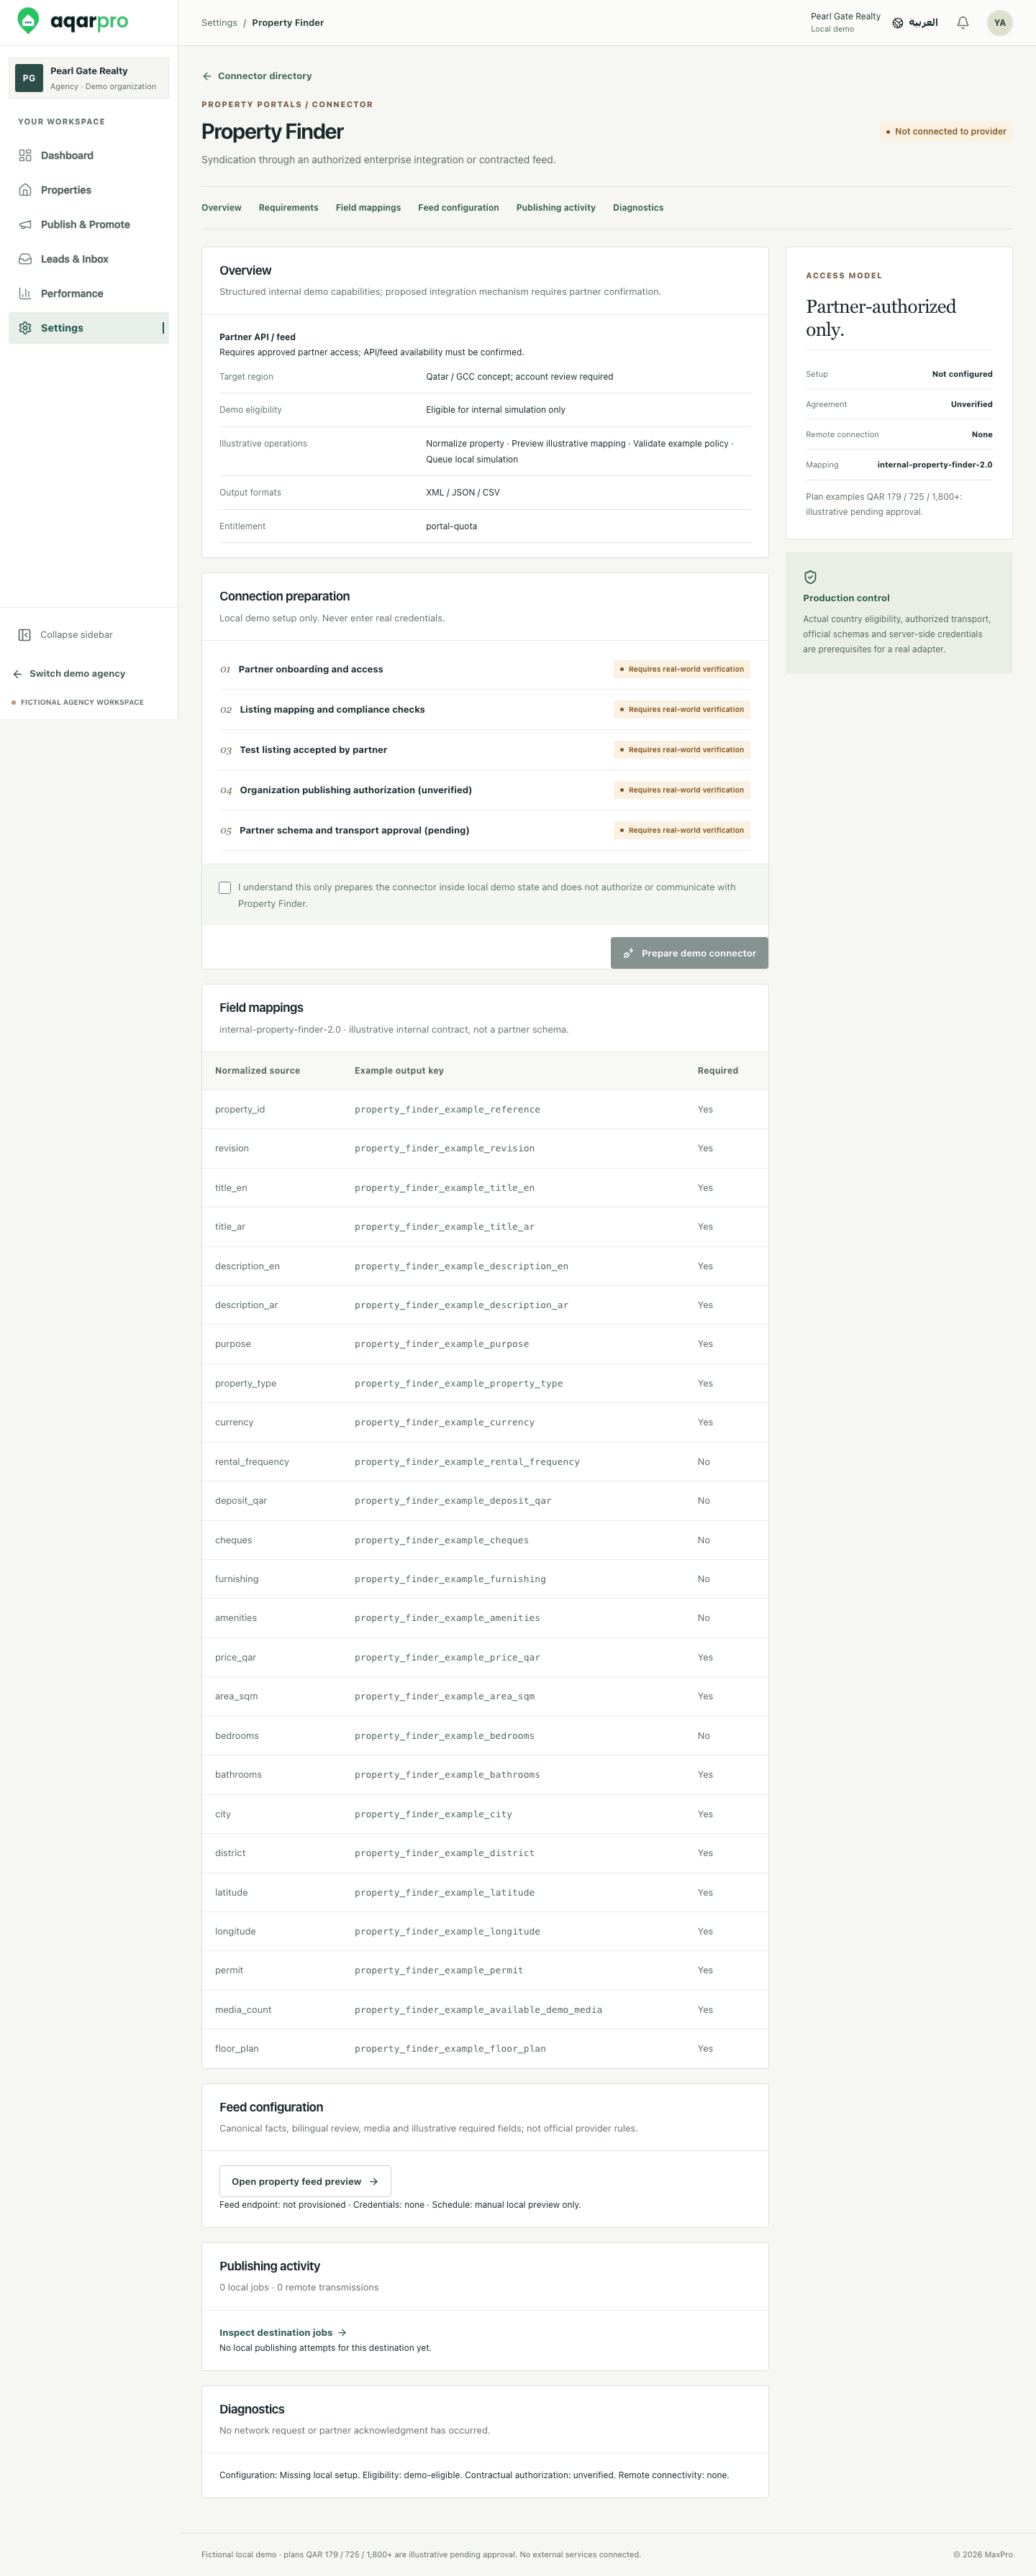 aqarpro
Settings / Property Finder
Pearl Gate Realty
Local demo
العربية
YA
PG
Pearl Gate Realty
Agency · Demo organization
YOUR WORKSPACE
Dashboard
Properties
Publish & Promote
Leads & Inbox
Performance
Settings
Collapse sidebar
Switch demo agency
FICTIONAL AGENCY WORKSPACE
Connector directory
PROPERTY PORTALS / CONNECTOR
Property Finder
Not connected to provider
Syndication through an authorized enterprise integration or contracted feed.
Overview
Requirements
Field mappings
Feed configuration
Publishing activity
Diagnostics
Overview
Structured internal demo capabilities; proposed integration mechanism requires partner confirmation.
Partner API / feed
Requires approved partner access; API/feed availability must be confirmed.
Target region Qatar / GCC concept; account review required
Demo eligibility Eligible for internal simulation only
Illustrative operations Normalize property · Preview illustrative mapping · Validate example policy ·
Queue local simulation
Output formats XML / JSON / CSV
Entitlement portal-quota
ACCESS MODEL
Partner-authorized
only.
Setup Not configured
Agreement Unverified
Remote connection None
Mapping internal-property-finder-2.0
Plan examples QAR 179 / 725 / 1,800+:
illustrative pending approval.
Production control
Actual country eligibility, authorized transport,
official schemas and server-side credentials
are prerequisites for a real adapter.
Connection preparation
Local demo setup only. Never enter real credentials.
01 Partner onboarding and access Requires real-world verification
02 Listing mapping and compliance checks Requires real-world verification
03 Test listing accepted by partner Requires real-world verification
04 Organization publishing authorization (unverified) Requires real-world verification
05 Partner schema and transport approval (pending) Requires real-world verification
I understand this only prepares the connector inside local demo state and does not authorize or communicate with
Property Finder.
Prepare demo connector
Field mappings
internal-property-finder-2.0 · illustrative internal contract, not a partner schema.
Normalized source Example output key Required
property_id property_finder_example_reference Yes
revision property_finder_example_revision Yes
title_en property_finder_example_title_en Yes
title_ar property_finder_example_title_ar Yes
description_en property_finder_example_description_en Yes
description_ar property_finder_example_description_ar Yes
purpose property_finder_example_purpose Yes
property_type property_finder_example_property_type Yes
currency property_finder_example_currency Yes
rental_frequency property_finder_example_rental_frequency No
deposit_qar property_finder_example_deposit_qar No
cheques property_finder_example_cheques No
furnishing property_finder_example_furnishing No
amenities property_finder_example_amenities No
price_qar property_finder_example_price_qar Yes
area_sqm property_finder_example_area_sqm Yes
bedrooms property_finder_example_bedrooms No
bathrooms property_finder_example_bathrooms Yes
city property_finder_example_city Yes
district property_finder_example_district Yes
latitude property_finder_example_latitude Yes
longitude property_finder_example_longitude Yes
permit property_finder_example_permit Yes
media_count property_finder_example_available_demo_media Yes
floor_plan property_finder_example_floor_plan Yes
Feed configuration
Canonical facts, bilingual review, media and illustrative required fields; not official provider rules.
Open property feed preview
Feed endpoint: not provisioned · Credentials: none · Schedule: manual local preview only.
Publishing activity
0 local jobs · 0 remote transmissions
Inspect destination jobs
No local publishing attempts for this destination yet.
Diagnostics
No network request or partner acknowledgment has occurred.
Configuration: Missing local setup. Eligibility: demo-eligible. Contractual authorization: unverified. Remote connectivity: none.
Fictional local demo · plans QAR 179 / 725 / 1,800+ are illustrative pending approval. No external services connected.
© 2026 MaxPro